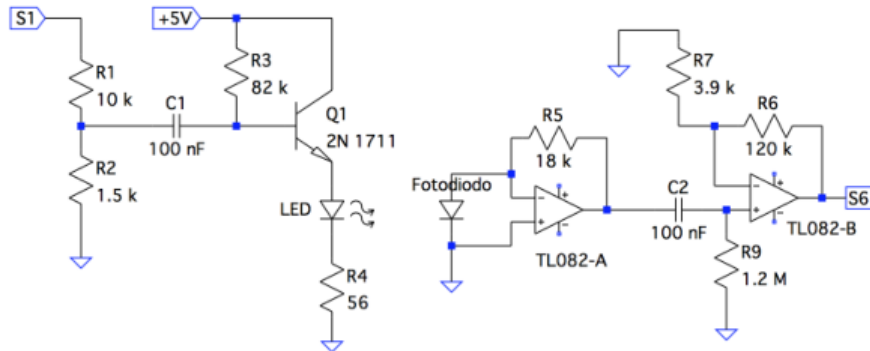 S1
+5V
R1
10 k
C1
100 nF
R2
1.5 k
R3
82 k
Q1
2N 1711
LED
R4
56
Fotodiodo
R5
18 k
-
+
+
-
TL082-A
C2
100 nF
R7
3.9 k
R6
120 k
-
+
+
-
S6
TL082-B
R9
1.2 M